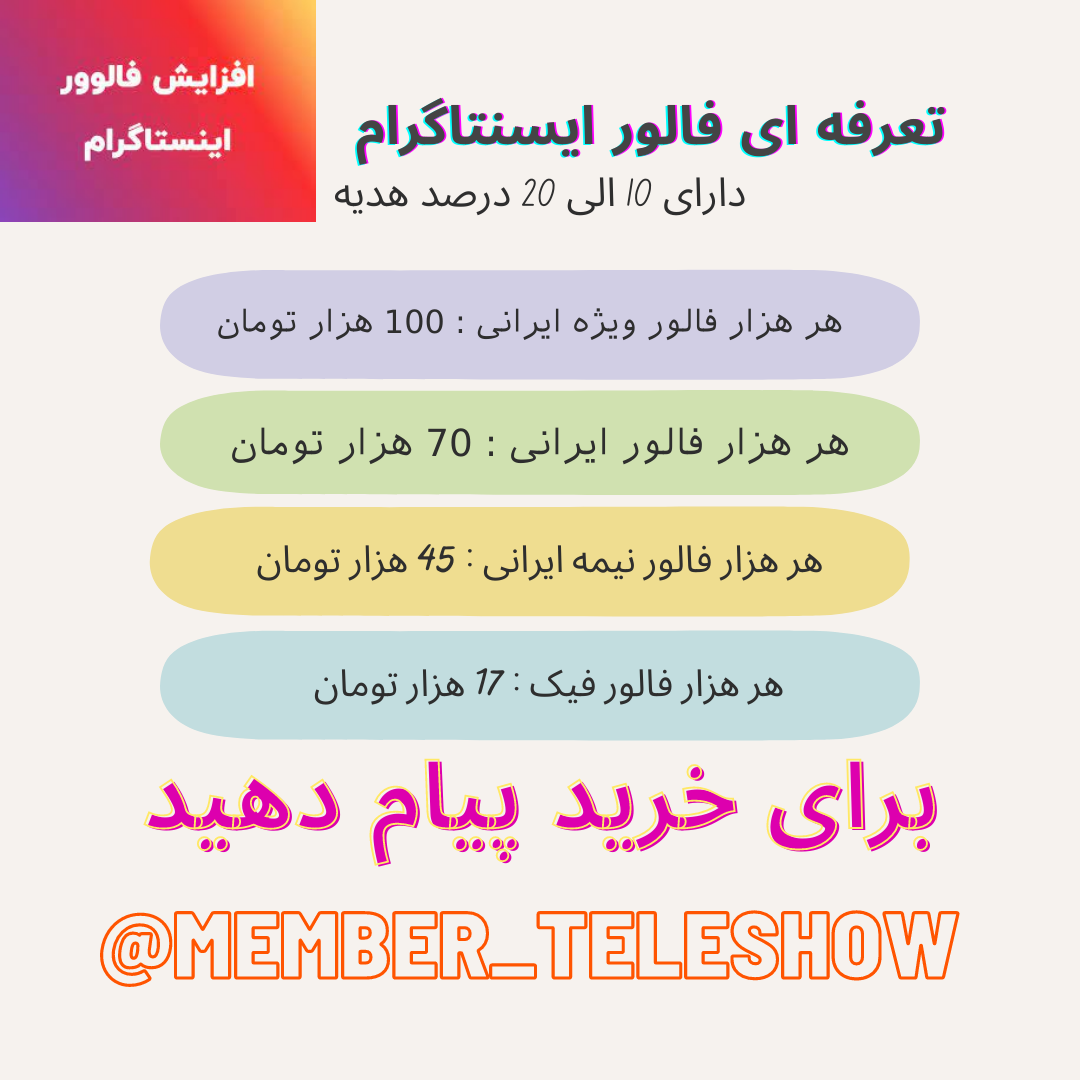 افزایش فالوور
اینستاگرام
تعرفه ای فالور ایسنتاگرام
دارای 10 الی 20 درصد هدیه
هر هزار فالور ویژه ایرانی : 100 هزار تومان
هر هزار فالور ایرانی : 70 هزار تومان
هر هزار فالور نیمه ایرانی : 45 هزار تومان
هر هزار فالور فیک : 17 هزار تومان
برای خرید پیام دهید
@MEMBER_TELESHOW